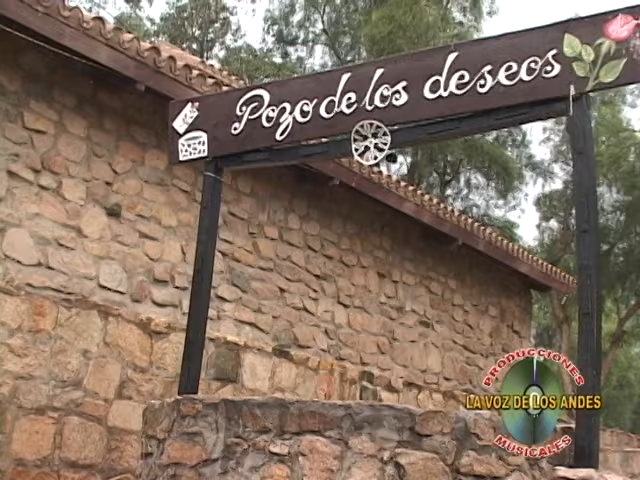 Pozo de los deseos
PRODUCCIONES
LA VOZ DE LOS ANDES
MUSICALES